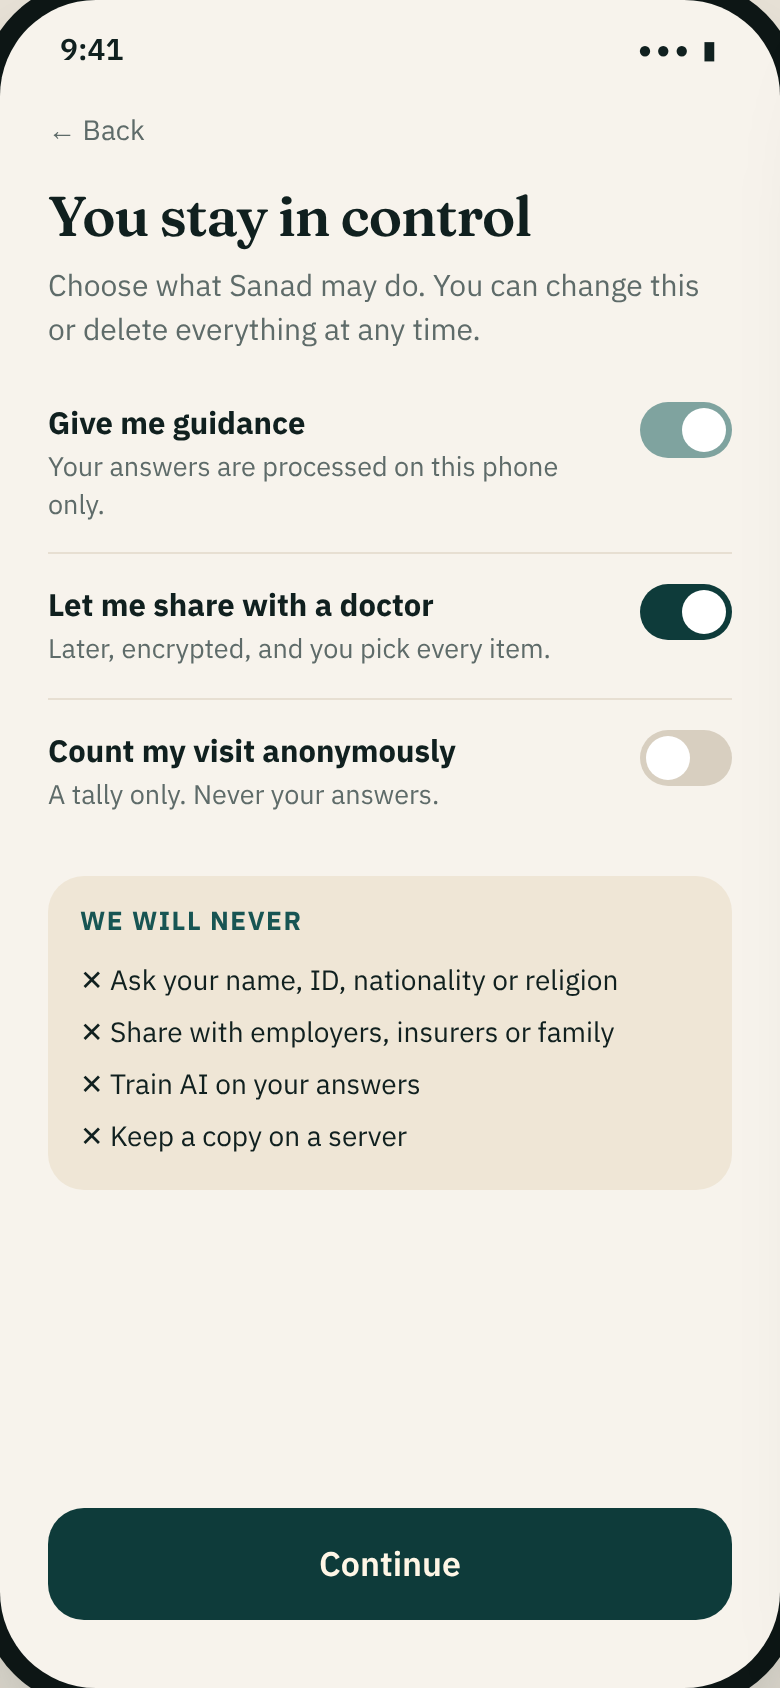 9:41
← Back
You stay in control
Choose what Sanad may do. You can change this
or delete everything at any time.
Give me guidance
Your answers are processed on this phone
only.
Let me share with a doctor
Later, encrypted, and you pick every item.
Count my visit anonymously
A tally only. Never your answers.
WE WILL NEVER
✕ Ask your name, ID, nationality or religion
✕ Share with employers, insurers or family
✕ Train AI on your answers
✕ Keep a copy on a server
Continue